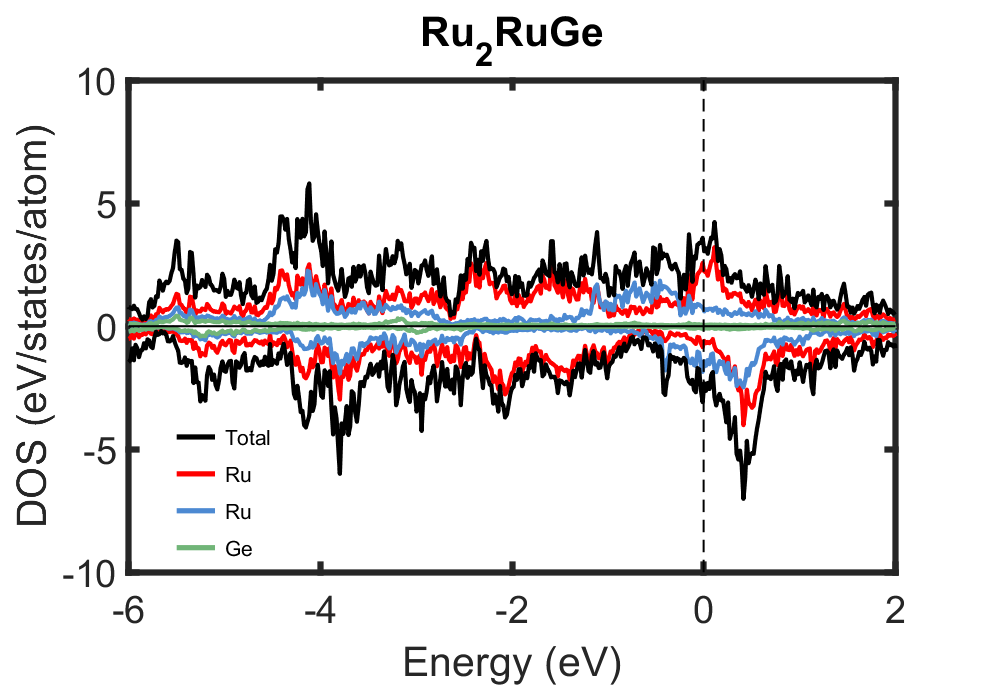 Ru2RuGe
10
5
0
-5
-10
DOS (eV/states/atom)
Total
Ru
Ru
Ge
-6 -4 -2 0 2
Energy (eV)